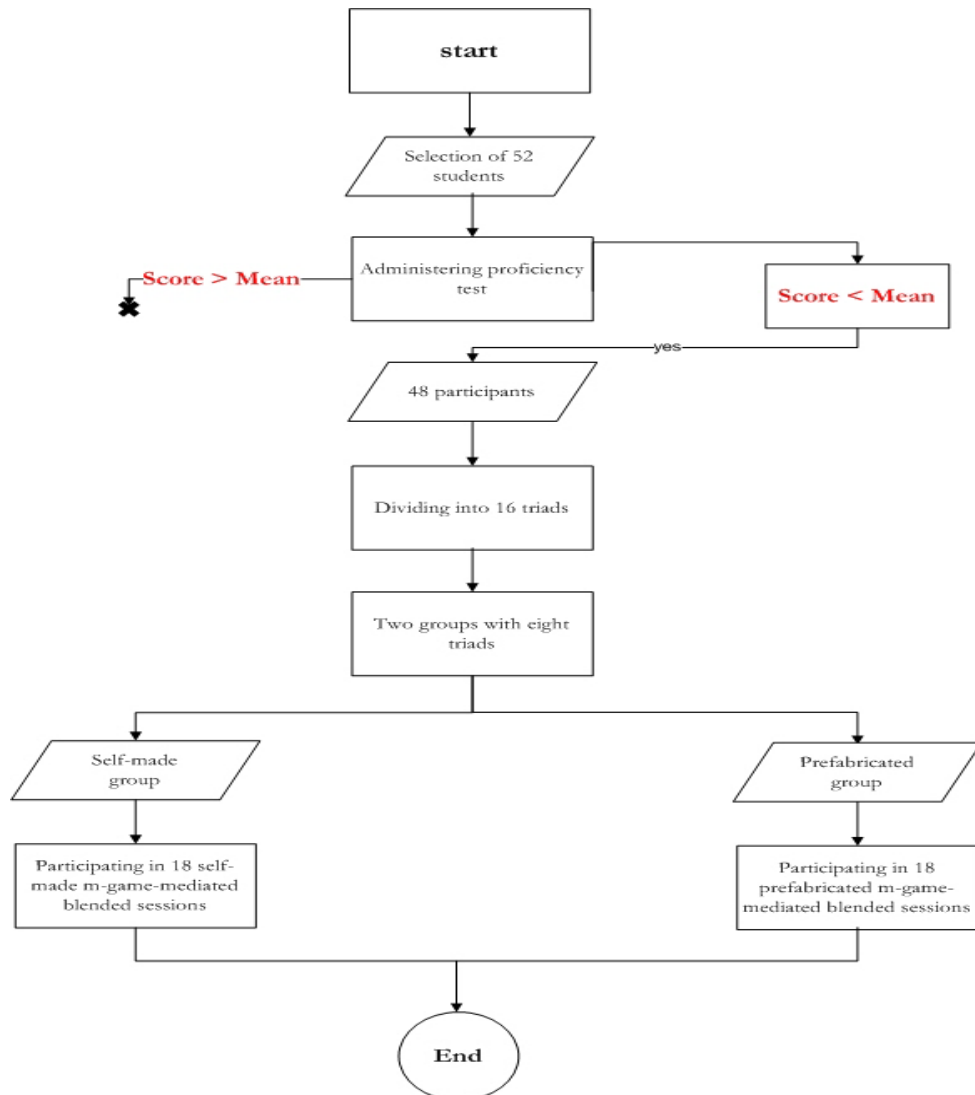 start
Selection of 52
students
Administering proficiency
test
Score > Mean
Score < Mean
yes
48 participants
Dividing into 16 triads
Two groups with eight
triads
Self-made
group
Prefabricated
group
Participating in 18 self-
made m-game-mediated
blended sessions
Participating in 18
prefabricated m-game-
mediated blended sessions
End